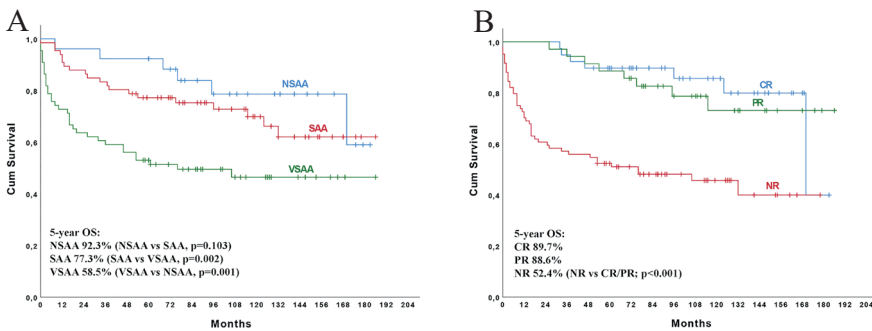 A
1,0
0,8
0,6
0,4
0,2
0,0
Cum Survival
NSAA
SAA
VSAA
5-year OS:
NSAA 92.3% (NSAA vs SAA, p=0.103)
SAA 77.3% (SAA vs VSAA, p=0.002)
VSAA 58.5% (VSAA vs NSAA, p=0.001)
0 12 24 36 48 60 72 84 96 108 120 132 144 156 168 180 192 204
Months
B
1,0
0,8
0,6
0,4
0,2
0,0
Cum Survival
CR
PR
NR
5-year OS:
CR 89.7%
PR 88.6%
NR 52.4% (NR vs CR/PR; p<0.001)
0 12 24 36 48 60 72 84 96 108 120 132 144 156 168 180 192 204
Months